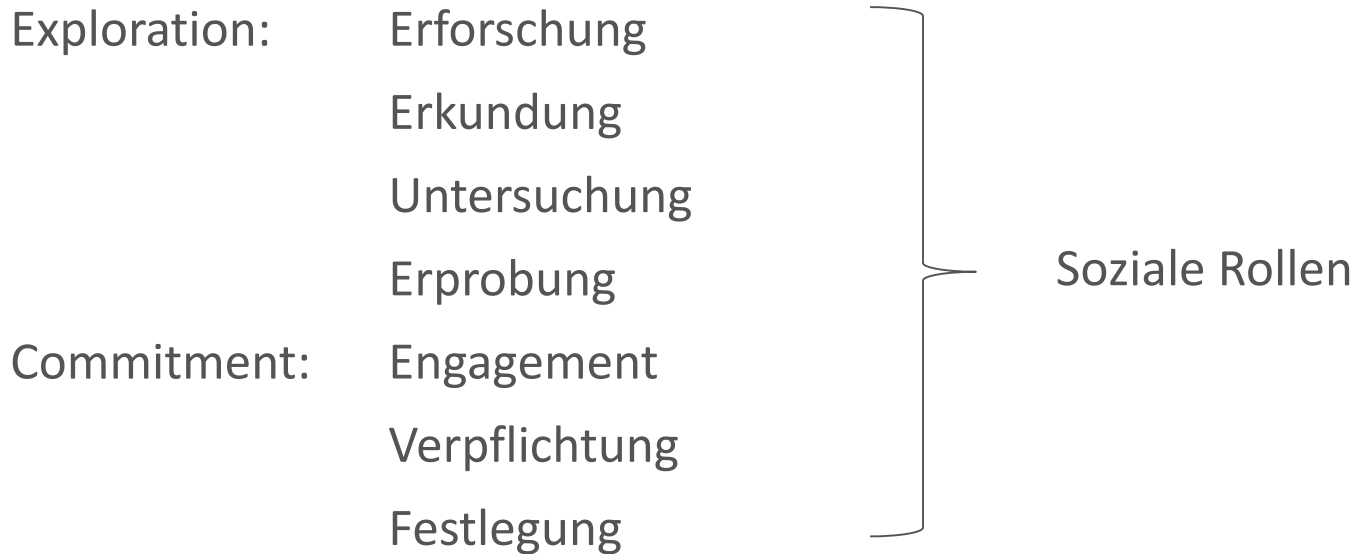 Exploration: Erforschung
Erkundung
Untersuchung
Erprobung
Soziale Rollen
Commitment: Engagement
Verpflichtung
Festlegung